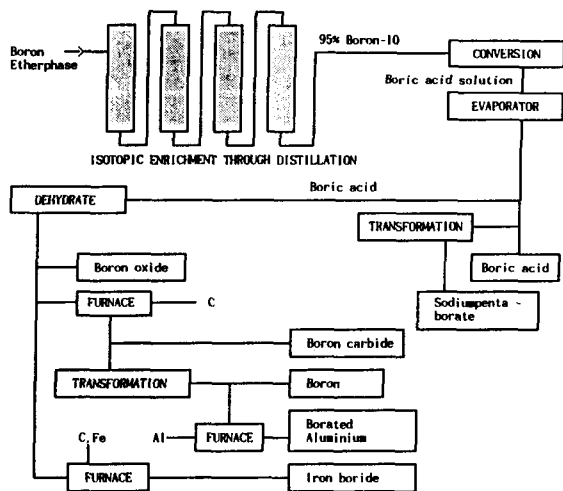 95% Boron-10
Boron
Etherphase
CONVERSION
Boric acid solution
EVAPORATOR
ISOTOPIC ENRICHMENT THROUGH DISTILLATION
Boric acid
DEHYDRATE
TRANSFORMATION
Boric acid
Boron oxide
Sodiumpenta-
borate
FURNACE
C
Boron carbide
TRANSFORMATION
Boron
C,Fe
Al
FURNACE
Borated
Aluminium
FURNACE
Iron boride